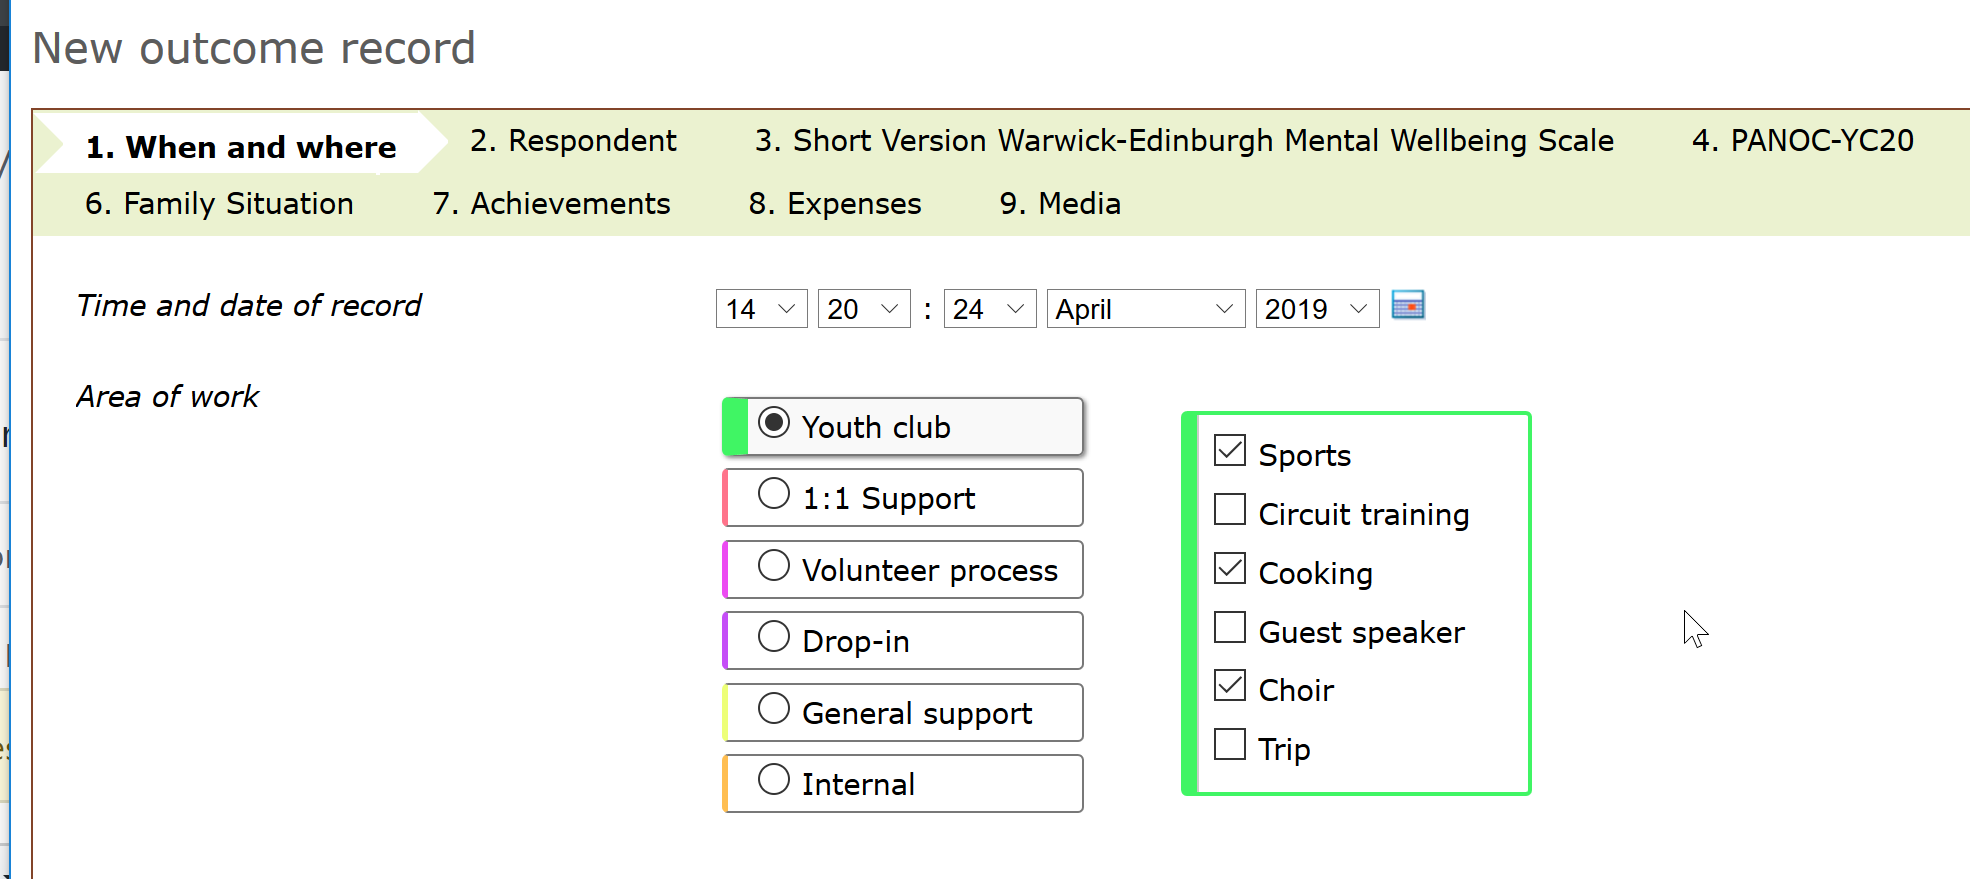 New outcome record
1. When and where 2. Respondent 3. Short Version Warwick-Edinburgh Mental Wellbeing Scale 4. PANOC-YC20
6. Family Situation 7. Achievements 8. Expenses 9. Media
Time and date of record 14 20 : 24 April 2019
Area of work
Youth club
1:1 Support
Volunteer process
Drop-in
General support
Internal
Sports
Circuit training
Cooking
Guest speaker
Choir
Trip